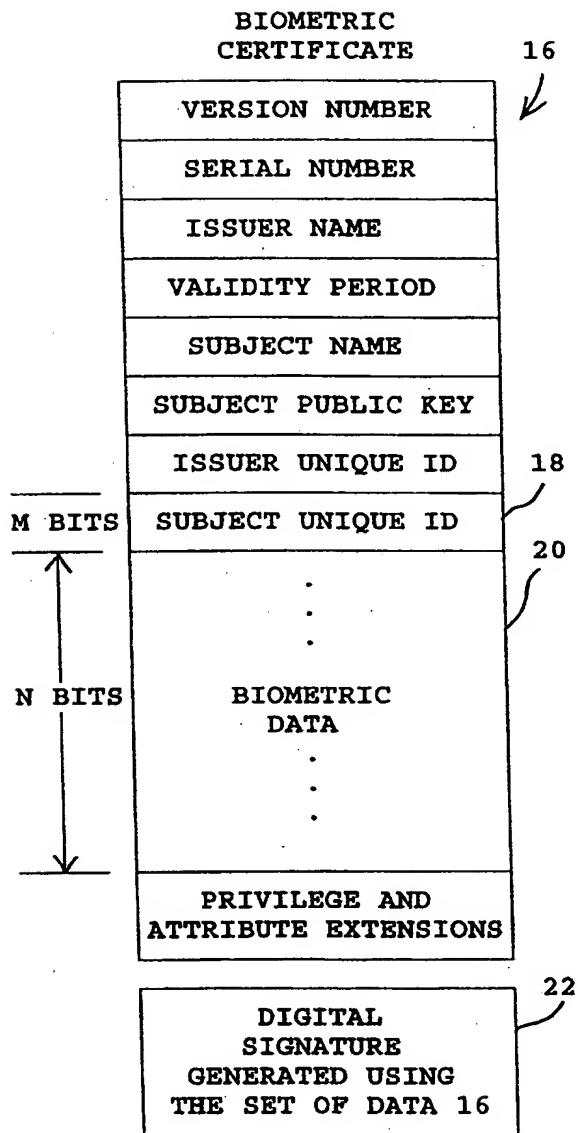 BIOMETRIC
CERTIFICATE
16
VERSION NUMBER
SERIAL NUMBER
ISSUER NAME
VALIDITY PERIOD
SUBJECT NAME
SUBJECT PUBLIC KEY
ISSUER UNIQUE ID
18
M BITS
SUBJECT UNIQUE ID
20
N BITS
BIOMETRIC
DATA
PRIVILEGE AND
ATTRIBUTE EXTENSIONS
22
DIGITAL
SIGNATURE
GENERATED USING
THE SET OF DATA 16